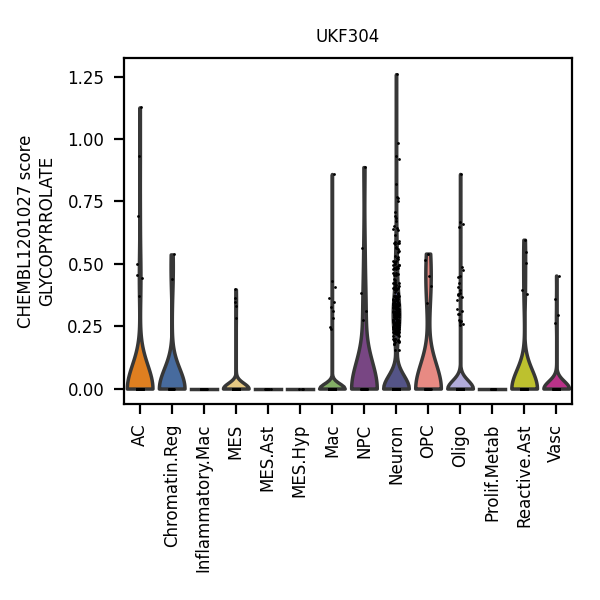 UKF304
CHEMBL1201027 score
GLYCOPYRROLATE
1.25
1.00
0.75
0.50
0.25
0.00
AC
Chromatin.Reg
Inflammatory.Mac
MES
MES.Ast
MES.Hyp
Mac
NPC
Neuron
OPC
Oligo
Prolif.Metab
Reactive.Ast
Vasc